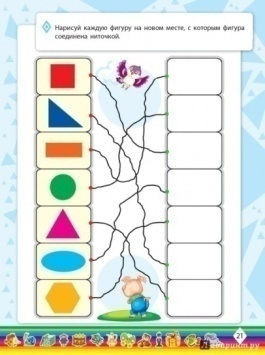 Нарисуй каждую фигуру на новом месте, с которым фигура
соединена ниточкой.
21